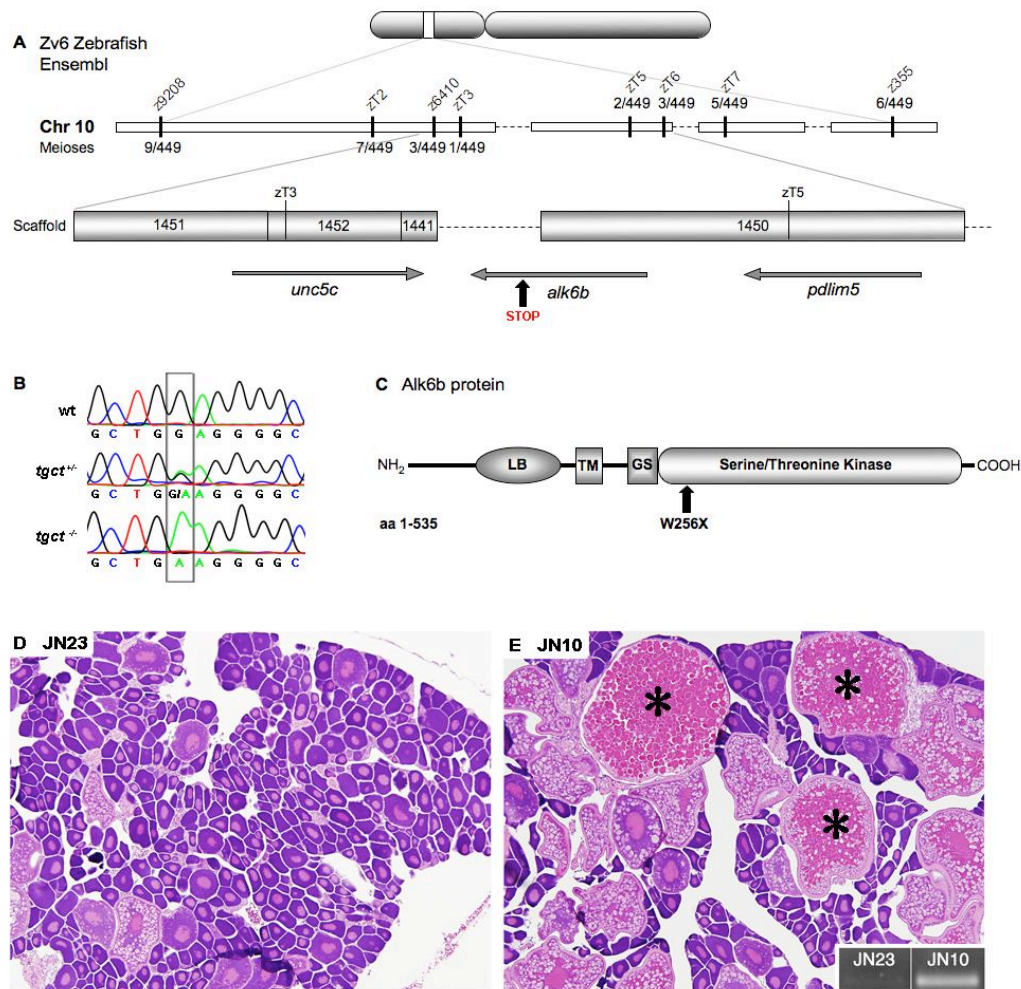 A Zv6 Zebrafish
Ensembl
z9208 zT2 z6410 zT3 zT5 zT6 zT7 z355
2/449 3/449 5/449 6/449
Chr 10
Meioses 9/449 7/449 3/449 1/449
zT3 zT5
Scaffold 1451 1452 1441 1450
unc5c alk6b pdlim5
STOP
B
wt
G C T G G A G G G G C
tgct +/-
G C T G G/A A G G G G C
tgct -/-
G C T G A A G G G G C
C Alk6b protein
NH2 LB TM GS Serine/Threonine Kinase COOH
aa 1-535 W256X
D JN23
E JN10
* * *
JN23 JN10